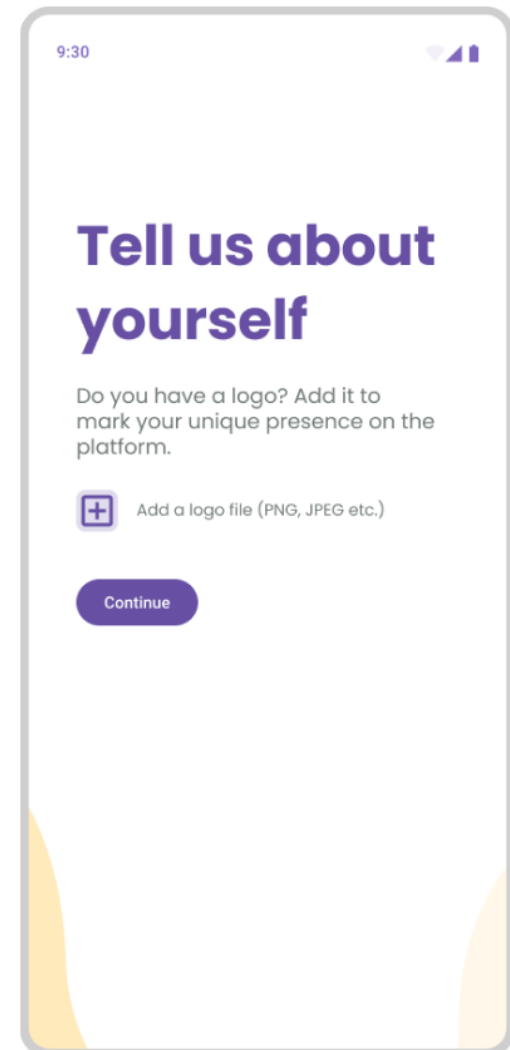 9:30
Tell us about
yourself
Do you have a logo? Add it to
mark your unique presence on the
platform.
Add a logo file (PNG, JPEG etc.)
Continue